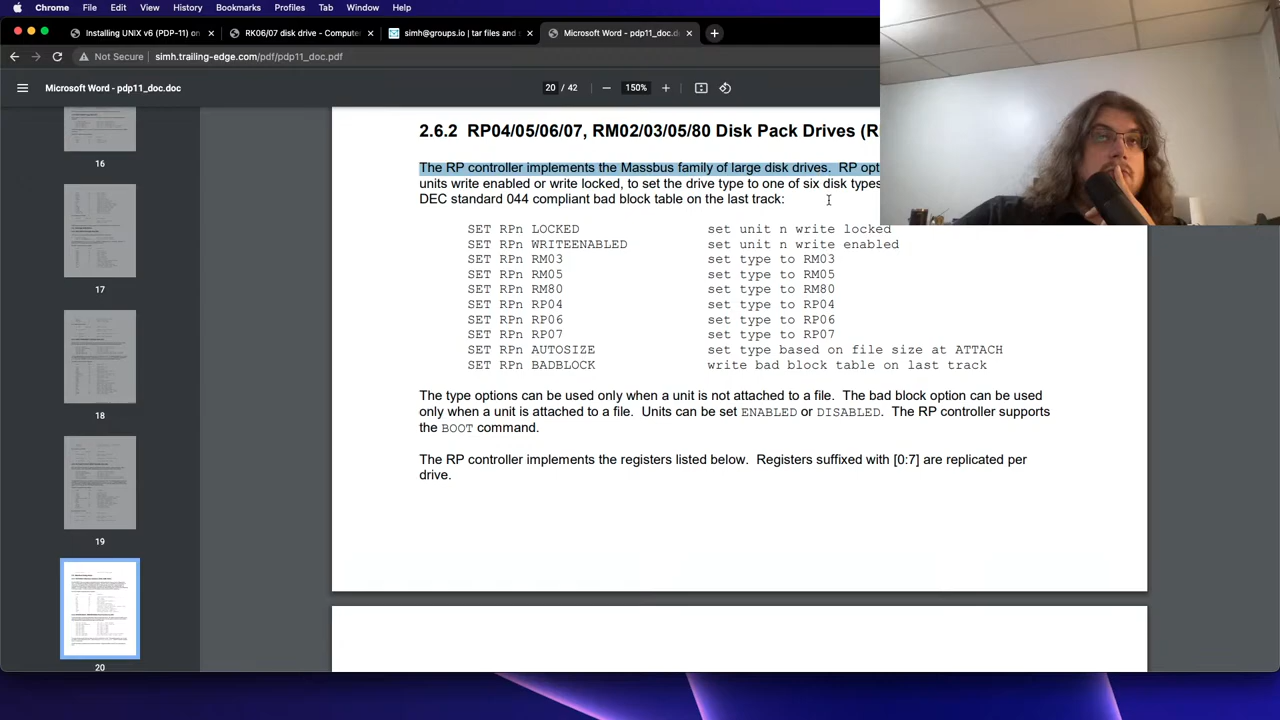 Chrome File Edit View History Bookmarks Profiles Tab Window Help
Installing UNIX v6 (PDP-11) on × RK06/07 disk drive - Compute × simh@groups.io | tar files and s × Microsoft Word - pdp11_doc.do ×
Not Secure simh.trailing-edge.com/pdf/pdp11_doc.pdf
Microsoft Word - pdp11_doc.doc 20 / 42 150%
16
17
18
19
20
2.6.2 RP04/05/06/07, RM02/03/05/80 Disk Pack Drives (R
The RP controller implements the Massbus family of large disk drives. RP opt
units write enabled or write locked, to set the drive type to one of six disk types
DEC standard 044 compliant bad block table on the last track:
SET RPn LOCKED set unit n write locked
SET RPn WRITEENABLED set unit n write enabled
SET RPn RM03 set type to RM03
SET RPn RM05 set type to RM05
SET RPn RM80 set type to RM80
SET RPn RP04 set type to RP04
SET RPn RP06 set type to RP06
SET RPn RP07 set type to RP07
SET RPn AUTOSIZE set type based on file size at ATTACH
SET RPn BADBLOCK write bad block table on last track
The type options can be used only when a unit is not attached to a file. The bad block option can be used
only when a unit is attached to a file. Units can be set ENABLED or DISABLED. The RP controller supports
the BOOT command.
The RP controller implements the registers listed below. Registers suffixed with [0:7] are replicated per
drive.